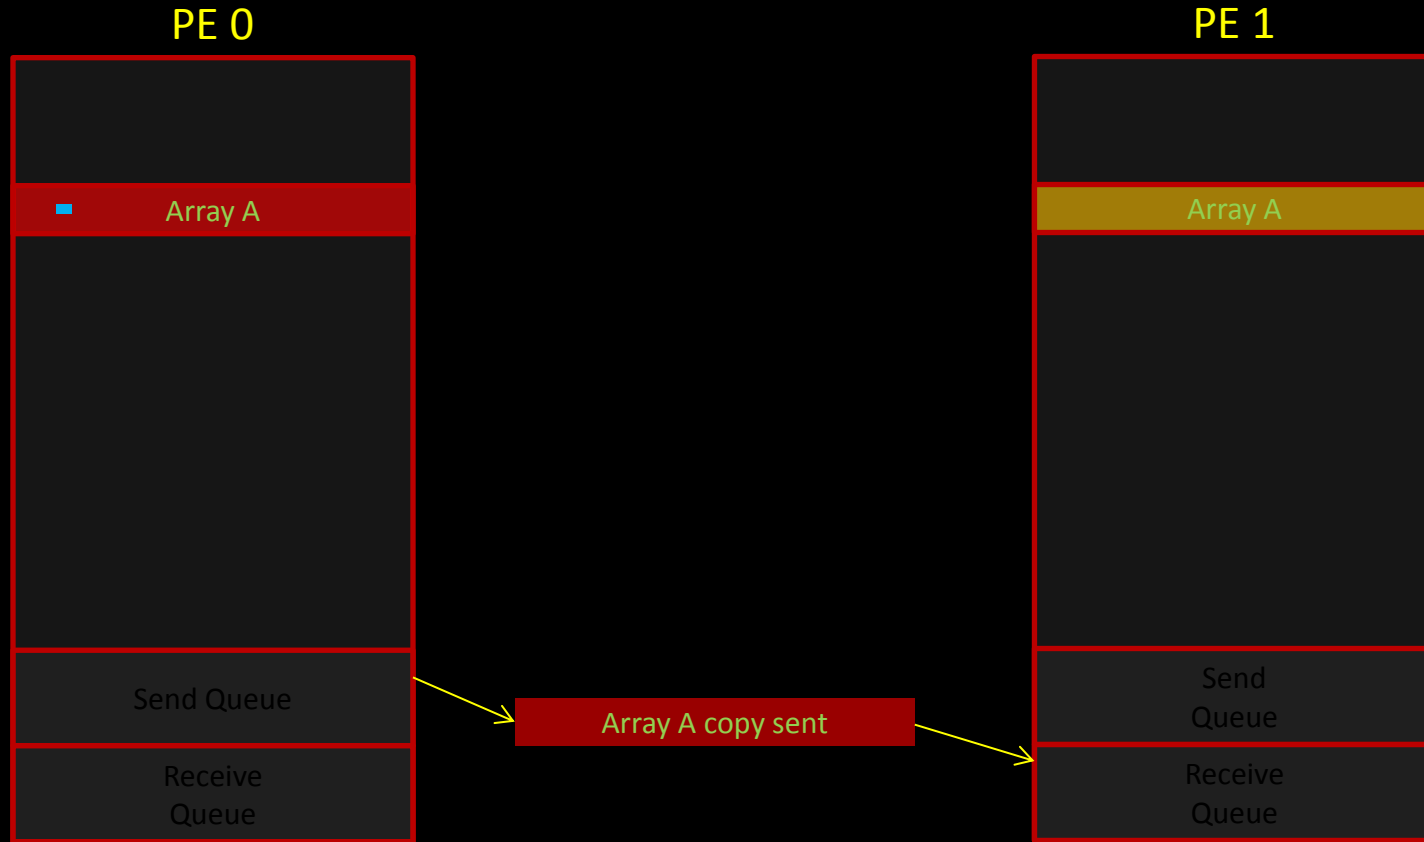 PE 0
Array A
Send Queue
Receive
Queue
Array A copy sent
PE 1
Array A
Send
Queue
Receive
Queue